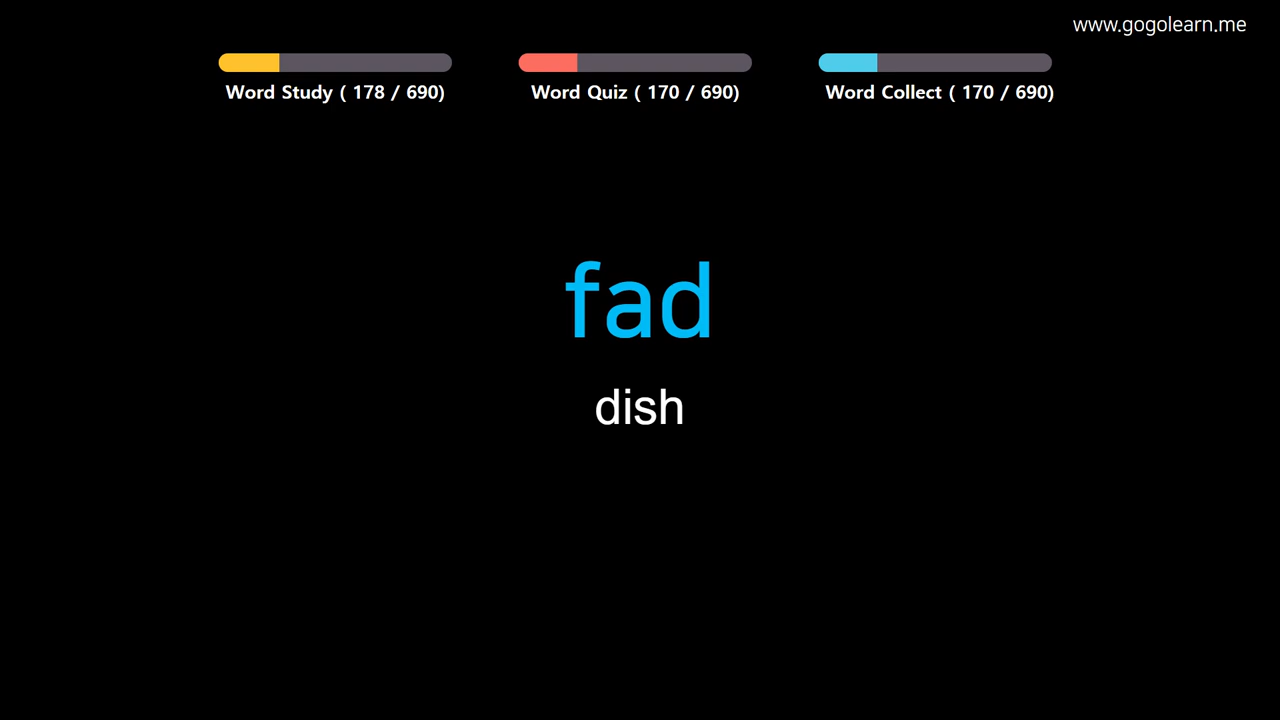 www.gogolearn.me
Word Study ( 178 / 690)
Word Quiz ( 170 / 690)
Word Collect ( 170 / 690)
fad
dish